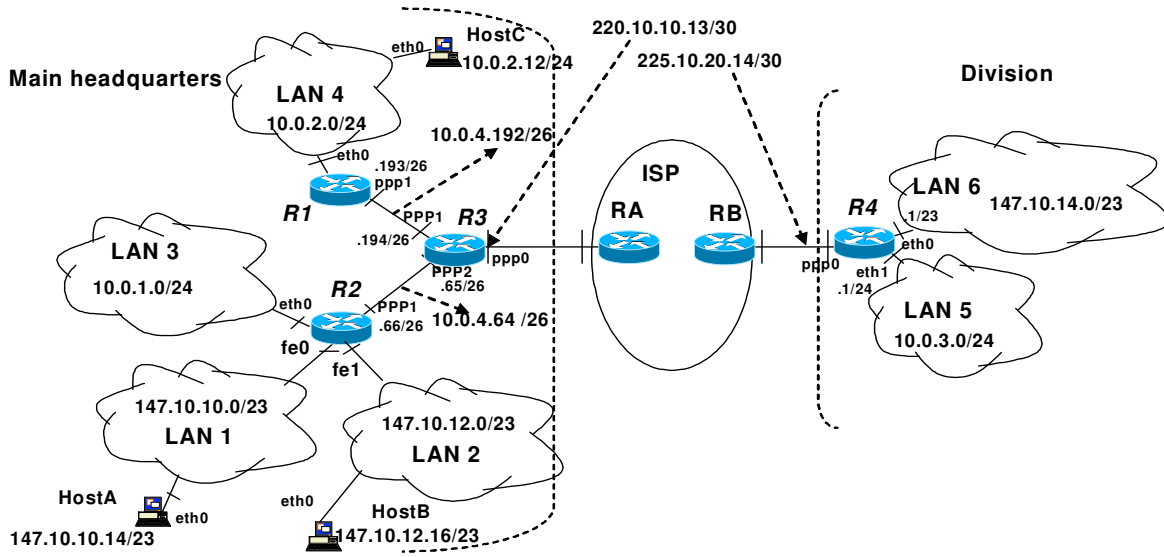 HostC
eth0
10.0.2.12/24
220.10.10.13/30
225.10.20.14/30
Main headquarters
Division
LAN 4
10.0.2.0/24
10.0.4.192/26
eth0
.193/26
ppp1
ISP
R1
PPP1
R3
.194/26
RA
RB
R4
LAN 6
147.10.14.0/23
.1/23
eth0
LAN 3
10.0.1.0/24
ppp0
ppp0
eth1
.1/24
PPP2
.65/26
R2
eth0
PPP1
.66/26
10.0.4.64 /26
LAN 5
10.0.3.0/24
fe0
fe1
147.10.10.0/23
LAN 1
147.10.12.0/23
LAN 2
HostA
eth0
147.10.10.14/23
eth0
HostB
147.10.12.16/23